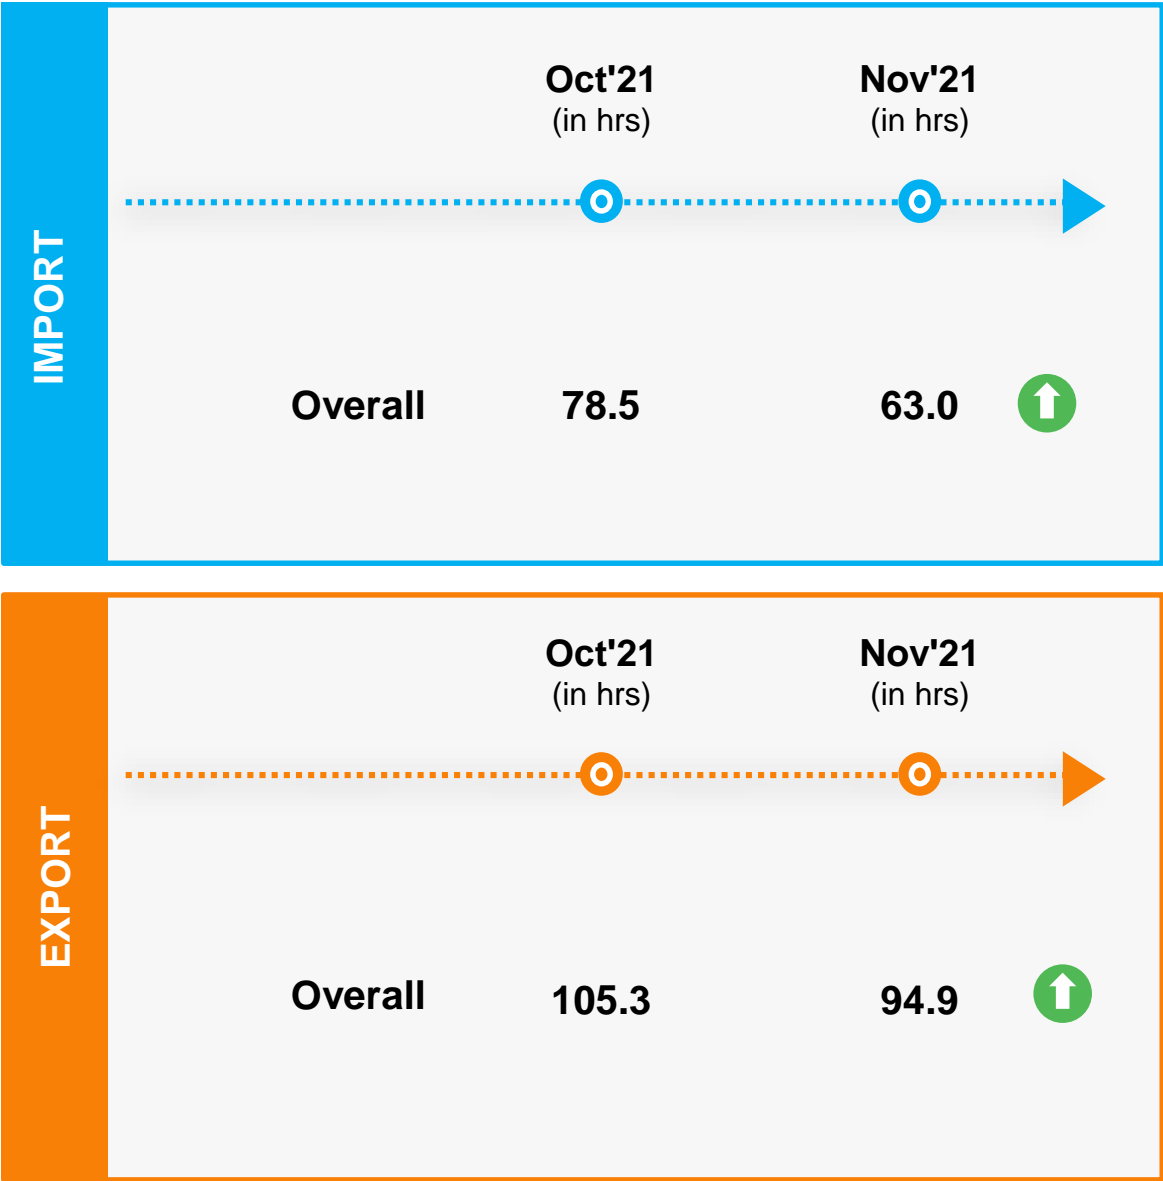 IMPORT
Oct'21 Nov'21
(in hrs) (in hrs)
Overall 78.5 63.0
EXPORT
Oct'21 Nov'21
(in hrs) (in hrs)
Overall 105.3 94.9